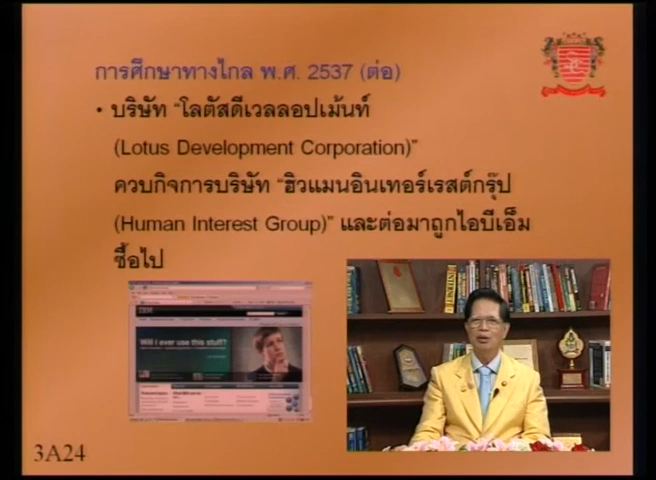 การศึกษาทางไกล พ.ศ. 2537 (ต่อ)
• บริษัท “โลตัสดีเวลลอปเม้นท์
(Lotus Development Corporation)”
ควบกิจการบริษัท “ฮิวแมนอินเทอร์เรสต์กรุ๊ป
(Human Interest Group)” และต่อมาถูกไอบีเอ็ม
ซื้อไป
IBM
Will I ever use this stuff?
INTERNET
3A24